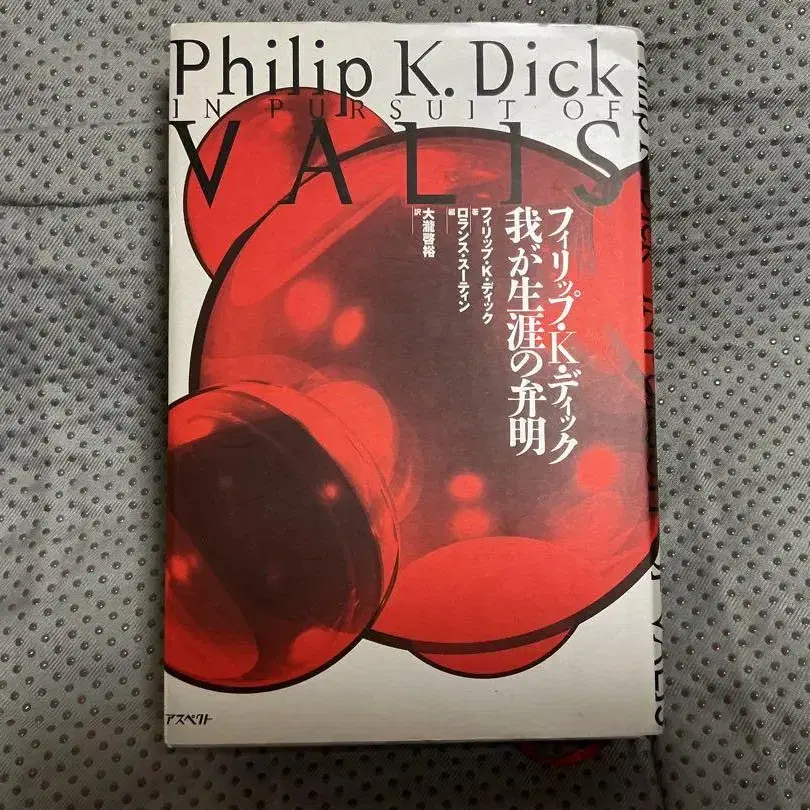 Philip K. Dick
IN PURSUIT OF
VALIS
フィリップ・K・ディック
我が生涯の弁明
著 フィリップ・K・ディック
編 ロランス・スーティン
訳 大瀧啓裕
アスペクト